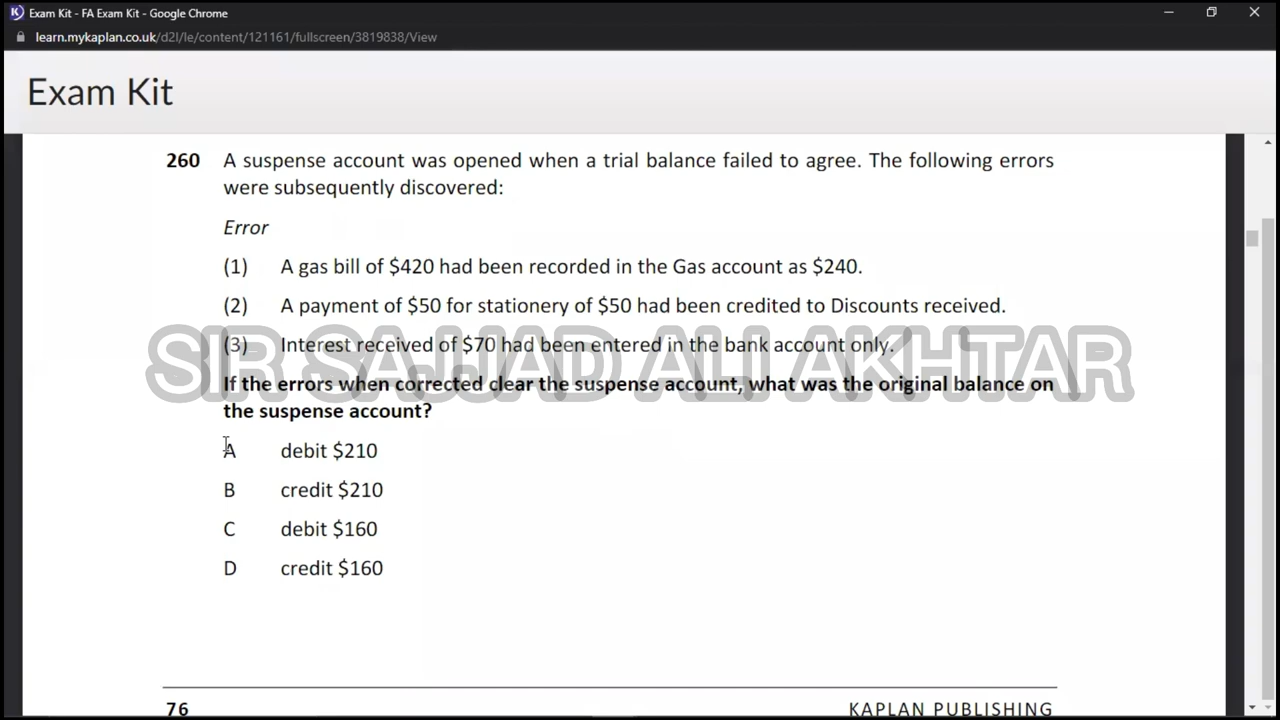 Exam Kit - FA Exam Kit - Google Chrome
learn.mykaplan.co.uk/d2l/le/content/121161/fullscreen/3819838/View
Exam Kit
260 A suspense account was opened when a trial balance failed to agree. The following errors
were subsequently discovered:
Error
(1) A gas bill of $420 had been recorded in the Gas account as $240.
(2) A payment of $50 for stationery of $50 had been credited to Discounts received.
(3) Interest received of $70 had been entered in the bank account only.
SIR SAJJAD ALI AKHTAR
If the errors when corrected clear the suspense account, what was the original balance on
the suspense account?
A debit $210
B credit $210
C debit $160
D credit $160
76 KAPLAN PUBLISHING